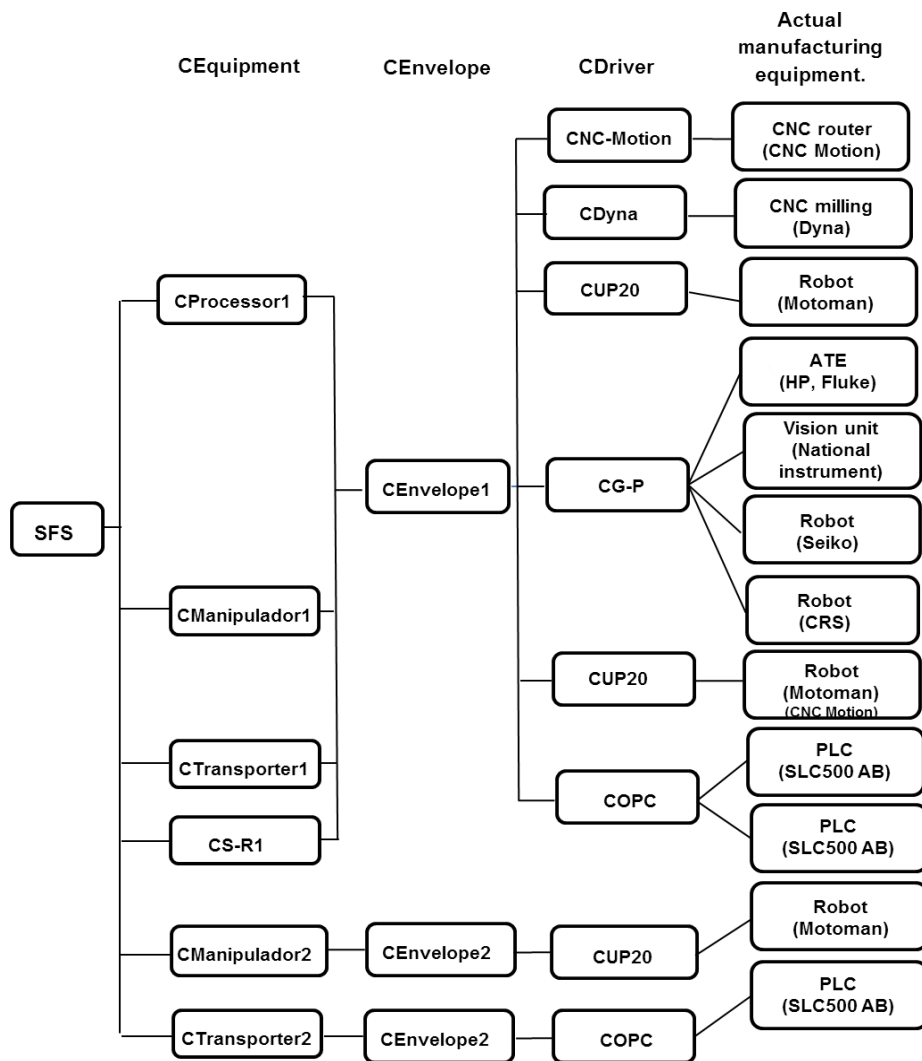 Actual
manufacturing
equipment.
CEquipment
CEnvelope
CDriver
CNC-Motion
CNC router
(CNC Motion)
CDyna
CNC milling
(Dyna)
CProcessor1
CUP20
Robot
(Motoman)
ATE
(HP, Fluke)
Vision unit
(National
instrument)
SFS
CEnvelope1
CG-P
Robot
(Seiko)
CManipulador1
Robot
(CRS)
CUP20
Robot
(Motoman)
(CNC Motion)
CTransporter1
COPC
PLC
(SLC500 AB)
CS-R1
PLC
(SLC500 AB)
CManipulador2
CEnvelope2
CUP20
Robot
(Motoman)
CTransporter2
CEnvelope2
COPC
PLC
(SLC500 AB)